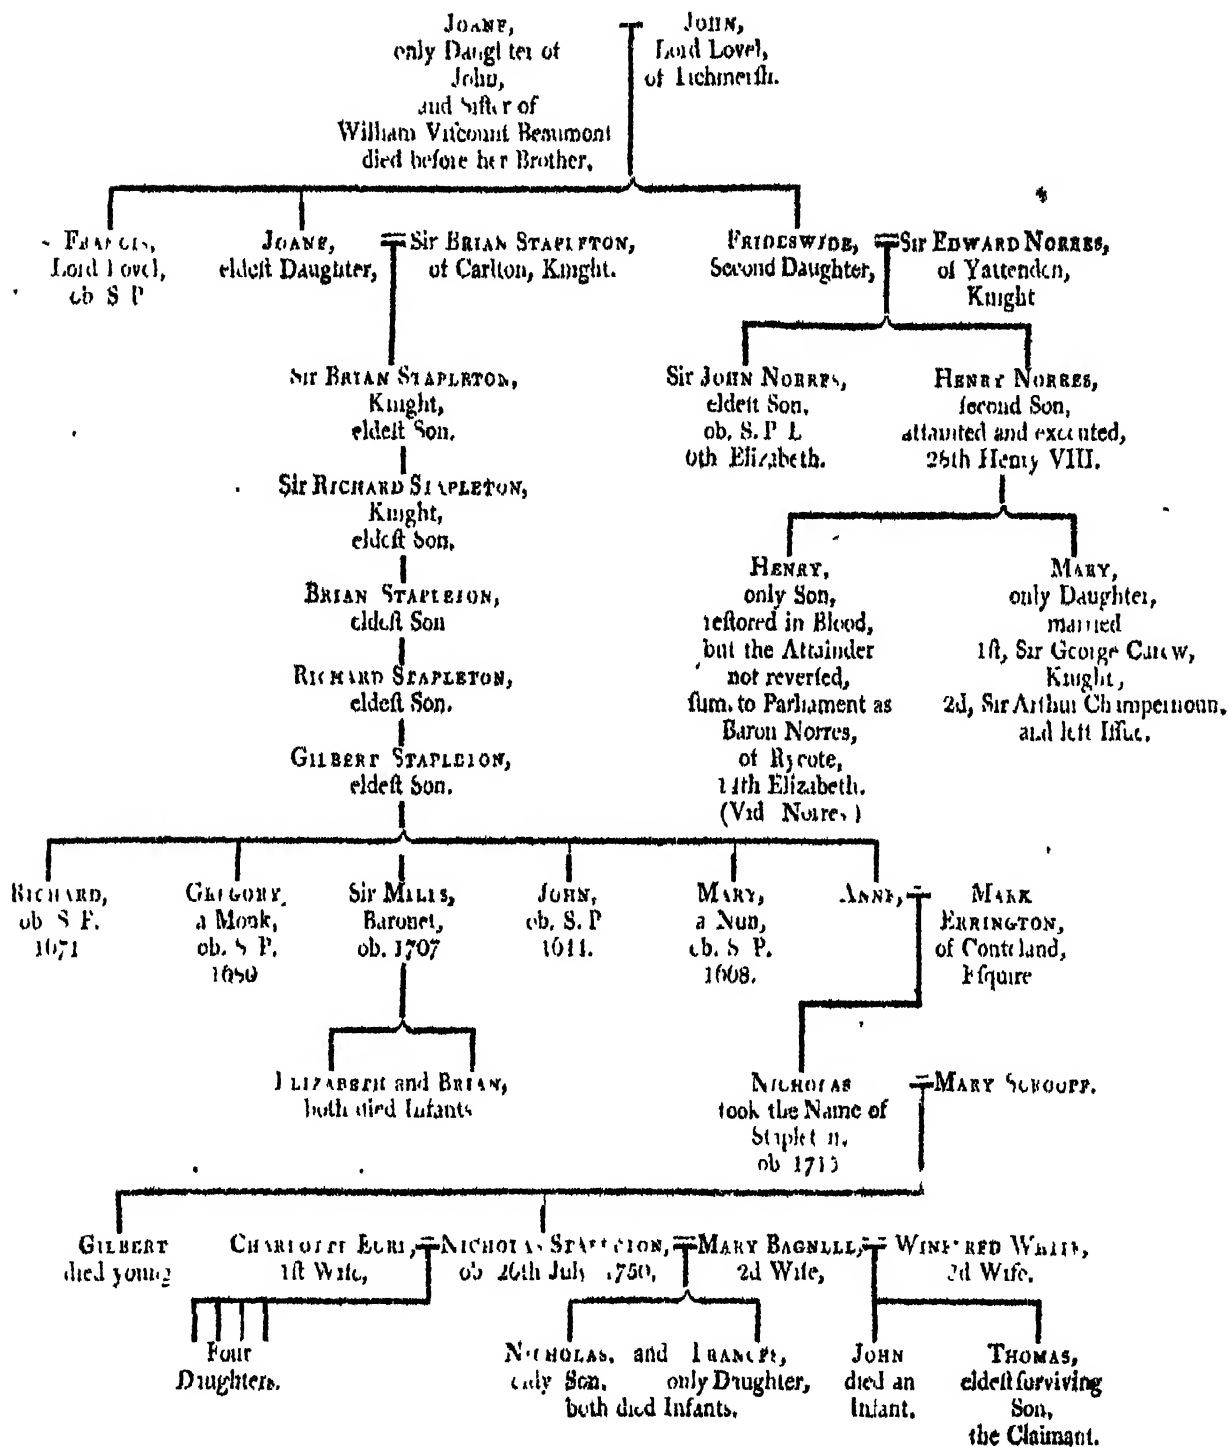 JOANE,
only Daughter of
John,
and Sister of
William Viscount Beaumont
died before her Brother.
JOHN,
Lord Lovel,
of Tichmersh.
FRANCIS,
Lord Lovel,
ob S P
JOANE,
eldest Daughter,
Sir BRIAN STAPLETON,
of Carlton, Knight.
FRIDESWYDE,
Second Daughter,
Sir EDWARD NORRES,
of Yattenden,
Knight
Sir BRIAN STAPLETON,
Knight,
eldest Son.
Sir JOHN NORRES,
eldest Son,
ob. S. P L
6th Elizabeth.
HENRY NORRES,
second Son,
attainted and executed,
28th Henry VIII.
Sir RICHARD STAPLETON,
Knight,
eldest Son.
HENRY,
only Son,
restored in Blood,
but the Attainder
not reversed,
sum. to Parliament as
Baron Norres,
of Rycote,
14th Elizabeth.
(Vid Norres)
MARY,
only Daughter,
married
1st, Sir George Carew,
Knight,
2d, Sir Arthur Champernoun,
and left Issue.
BRIAN STAPLETON,
eldest Son
RICHARD STAPLETON,
eldest Son.
GILBERT STAPLETON,
eldest Son.
RICHARD,
ob S P.
1671
GREGORY,
a Monk,
ob. S P.
1680
Sir MILES,
Baronet,
ob. 1707
JOHN,
ob. S. P
1644.
MARY,
a Nun,
ob. S P.
1668.
ANNE,
MARK
ERRINGTON,
of Conteland,
Esquire
ELIZABETH and BRIAN,
both died Infants
NICHOLAS
took the Name of
Stapleton,
ob 1715
MARY SCROOPE.
GILBERT
died young
CHARLOTTE EURE,
1st Wife,
NICHOLAS STAPLETON,
ob 26th July 1750.
MARY BAGNELL,
2d Wife,
WINIFRED WHITE,
3d Wife.
Four
Daughters.
NICHOLAS, and FRANCES,
only Son, only Daughter,
both died Infants.
JOHN
died an
Infant.
THOMAS,
eldest surviving
Son,
the Claimant.